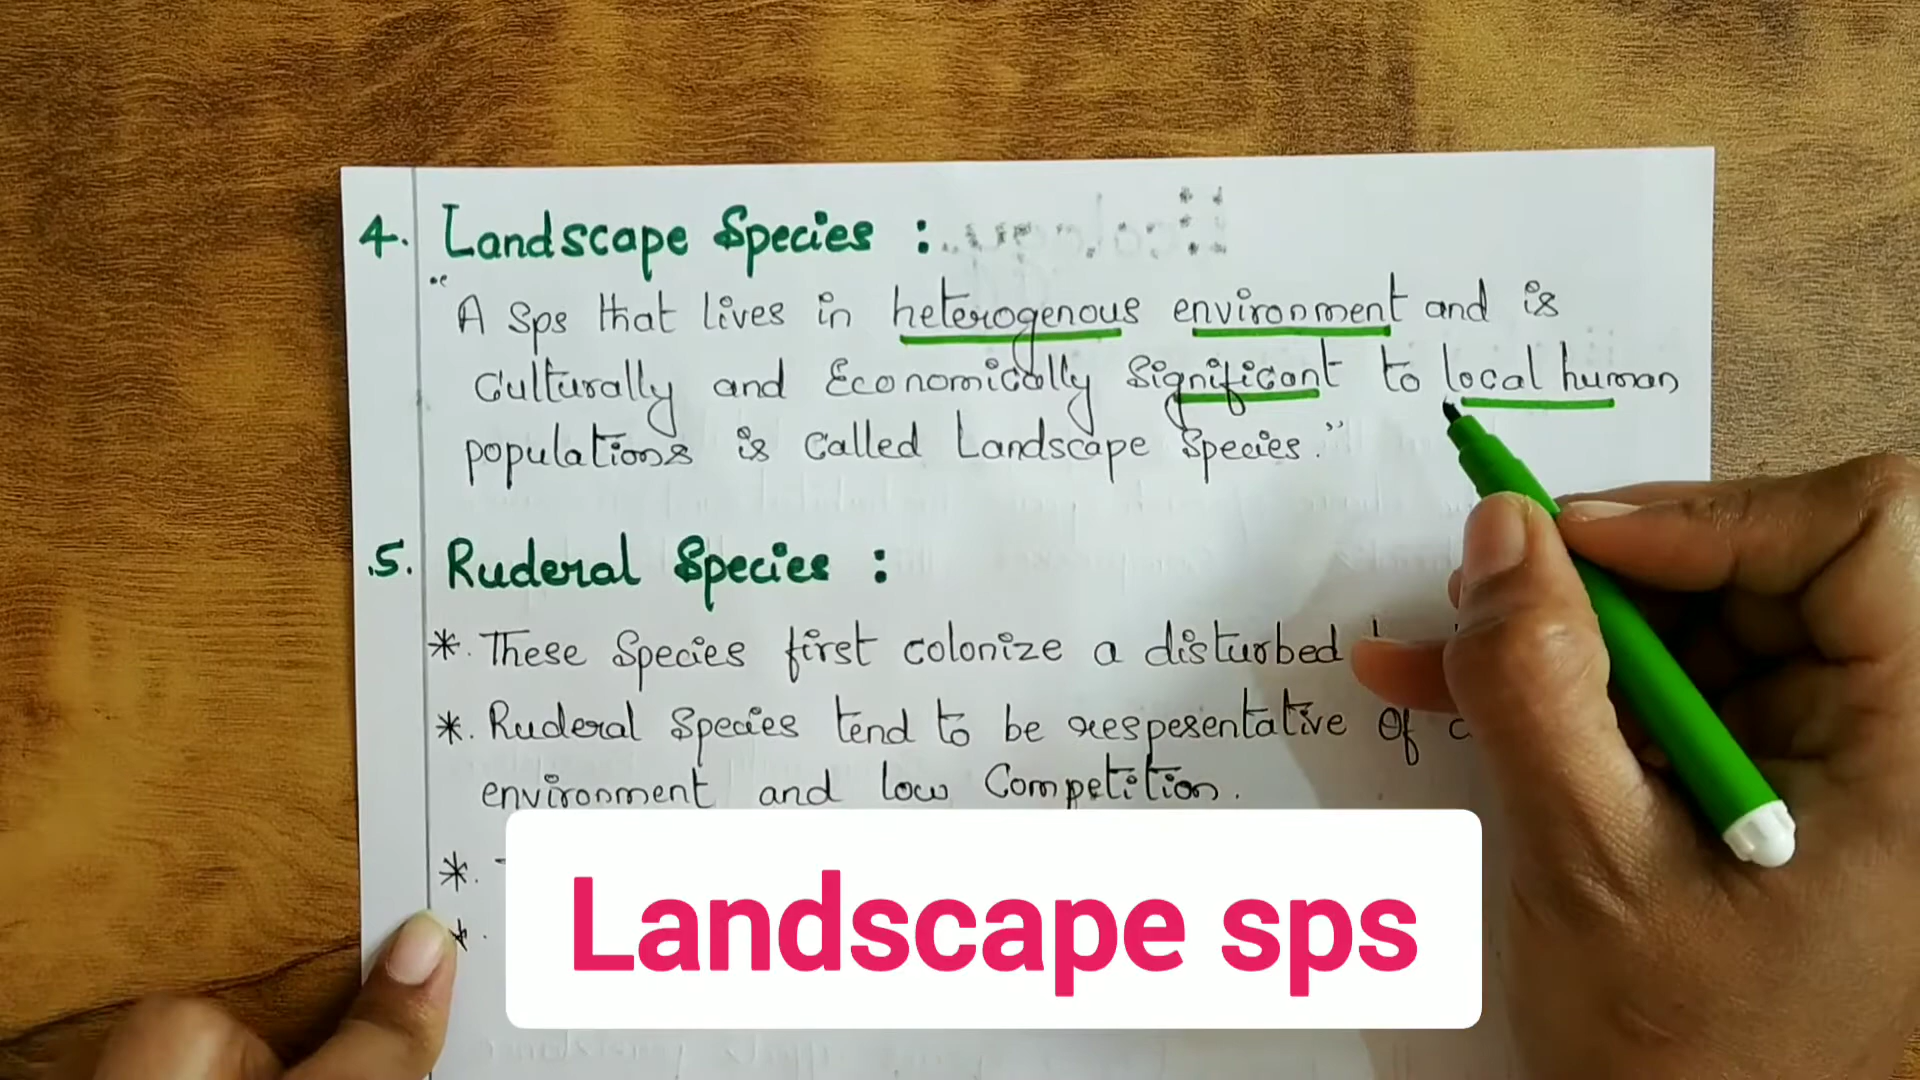 4. Landscape Species :
"A Sps that lives in heterogenous environment and is
Culturally and Economically Significant to local human
populations is called Landscape Species."
5. Ruderal Species :
*. These Species first colonize a disturbed
*. Ruderal Species tend to be respesentative of
environment and low Competition.
*.
*.
Landscape sps